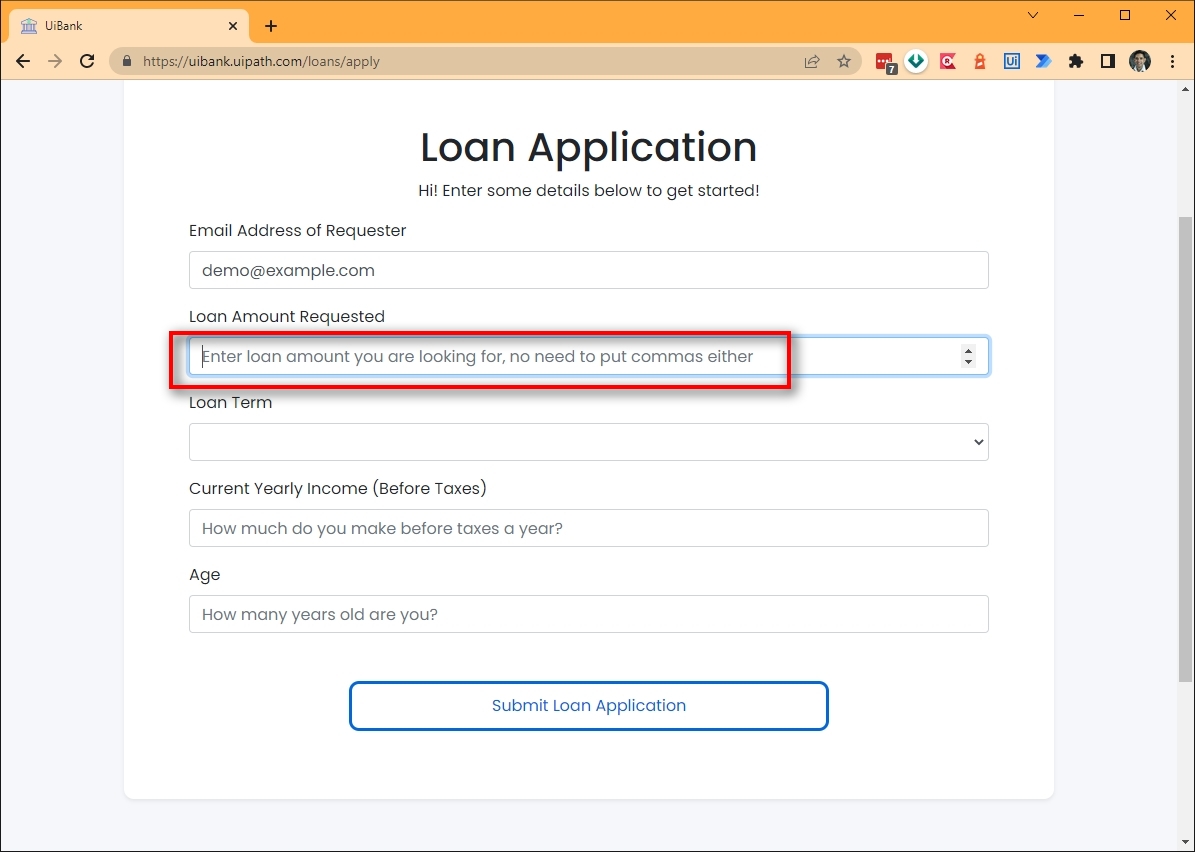 UiBank
https://uibank.uipath.com/loans/apply
7
Ui
Loan Application
Hi! Enter some details below to get started!
Email Address of Requester
demo@example.com
Loan Amount Requested
Enter loan amount you are looking for, no need to put commas either
Loan Term
Current Yearly Income (Before Taxes)
How much do you make before taxes a year?
Age
How many years old are you?
Submit Loan Application